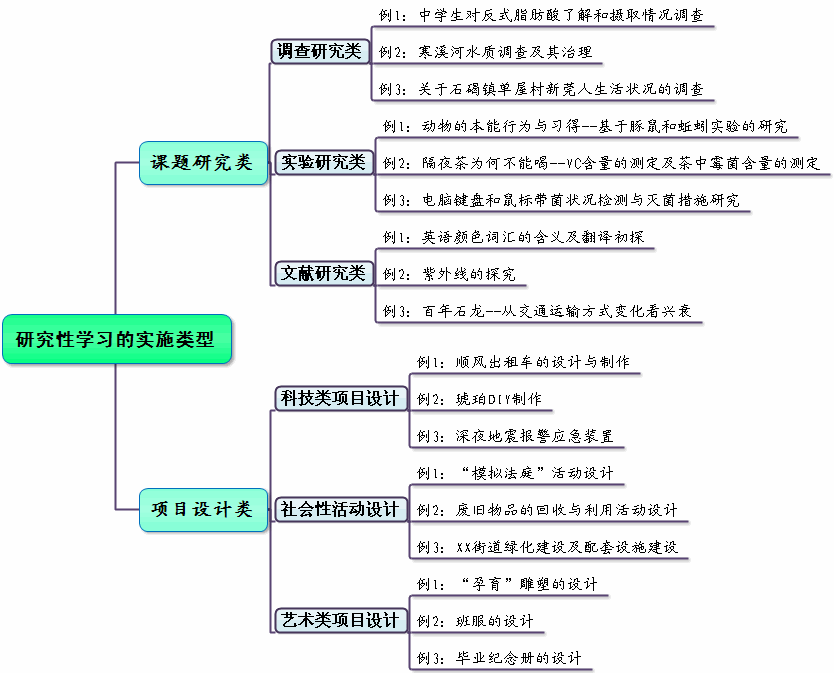 研究性学习的实施类型
课题研究类
调查研究类
例1：中学生对反式脂肪酸了解和摄取情况调查
例2：寒溪河水质调查及其治理
例3：关于石碣镇单屋村新莞人生活状况的调查
实验研究类
例1：动物的本能行为与习得--基于豚鼠和蚯蚓实验的研究
例2：隔夜茶为何不能喝--VC含量的测定及茶中霉菌含量的测定
例3：电脑键盘和鼠标带菌状况检测与灭菌措施研究
文献研究类
例1：英语颜色词汇的含义及翻译初探
例2：紫外线的探究
例3：百年石龙--从交通运输方式变化看兴衰
项目设计类
科技类项目设计
例1：顺风出租车的设计与制作
例2：琥珀DIY制作
例3：深夜地震报警应急装置
社会性活动设计
例1：“模拟法庭”活动设计
例2：废旧物品的回收与利用活动设计
例3：XX街道绿化建设及配套设施建设
艺术类项目设计
例1：“孕育”雕塑的设计
例2：班服的设计
例3：毕业纪念册的设计